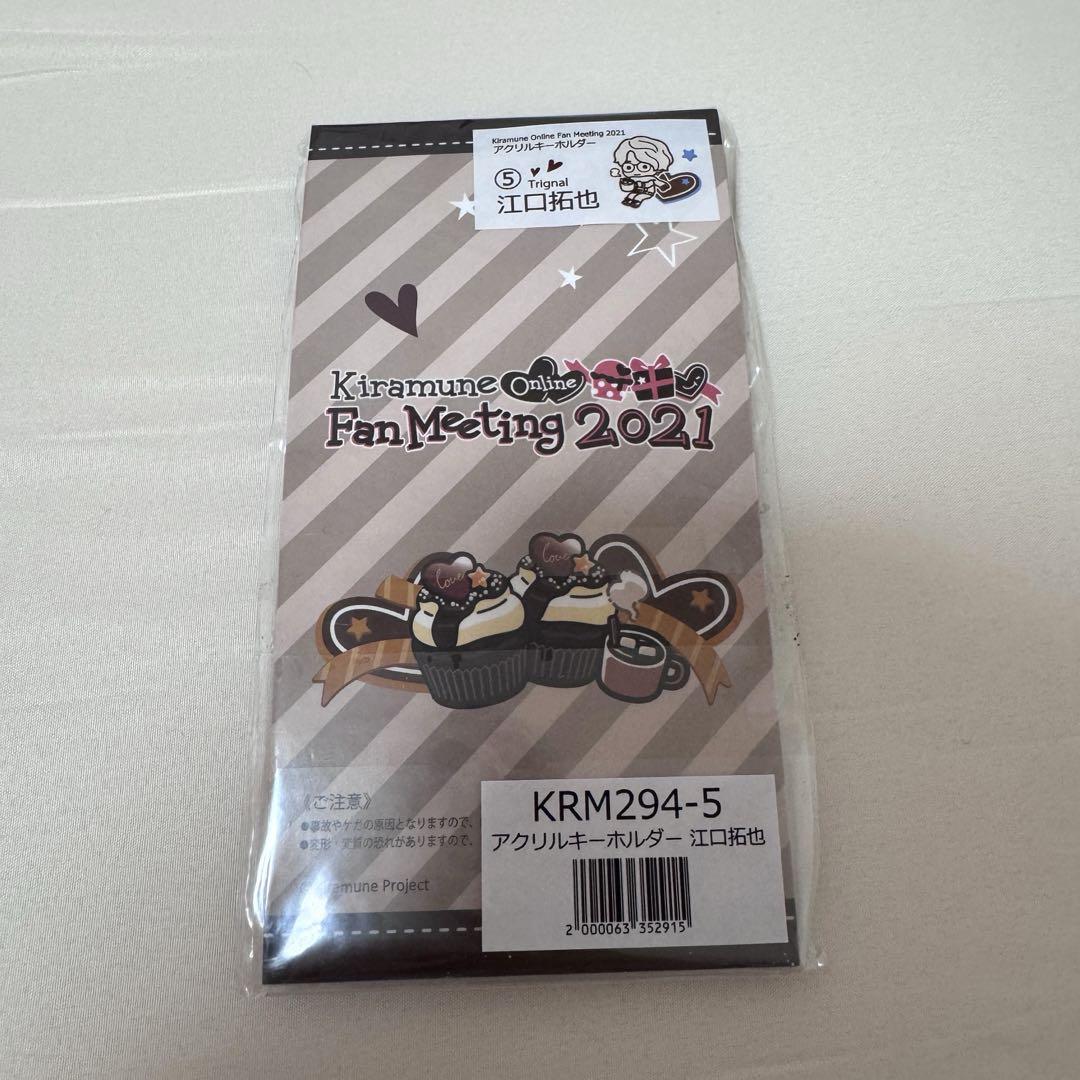 Kiramune Online Fan Meeting 2021
アクリルキーホルダー
⑤ Trignal
江口拓也
Kiramune Online
Fan Meeting 2021
love
love
《ご注意》
●事故やケガの原因となりますので、
●変形・変質の恐れがありますので、
Kiramune Project
KRM294-5
アクリルキーホルダー 江口拓也
2 000063 352915